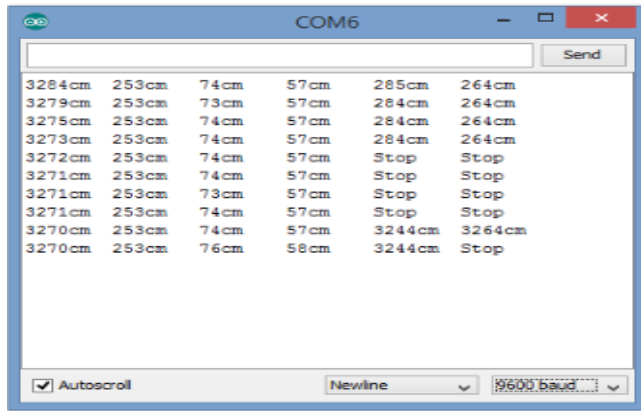 COM6
Send
3284cm 253cm 74cm 57cm 285cm 264cm
3279cm 253cm 73cm 57cm 284cm 264cm
3275cm 253cm 74cm 57cm 284cm 264cm
3273cm 253cm 74cm 57cm 284cm 264cm
3272cm 253cm 74cm 57cm Stop Stop
3271cm 253cm 74cm 57cm Stop Stop
3271cm 253cm 73cm 57cm Stop Stop
3271cm 253cm 74cm 57cm Stop Stop
3270cm 253cm 74cm 57cm 3244cm 3264cm
3270cm 253cm 76cm 58cm 3244cm Stop
Autoscroll Newline 9600 baud